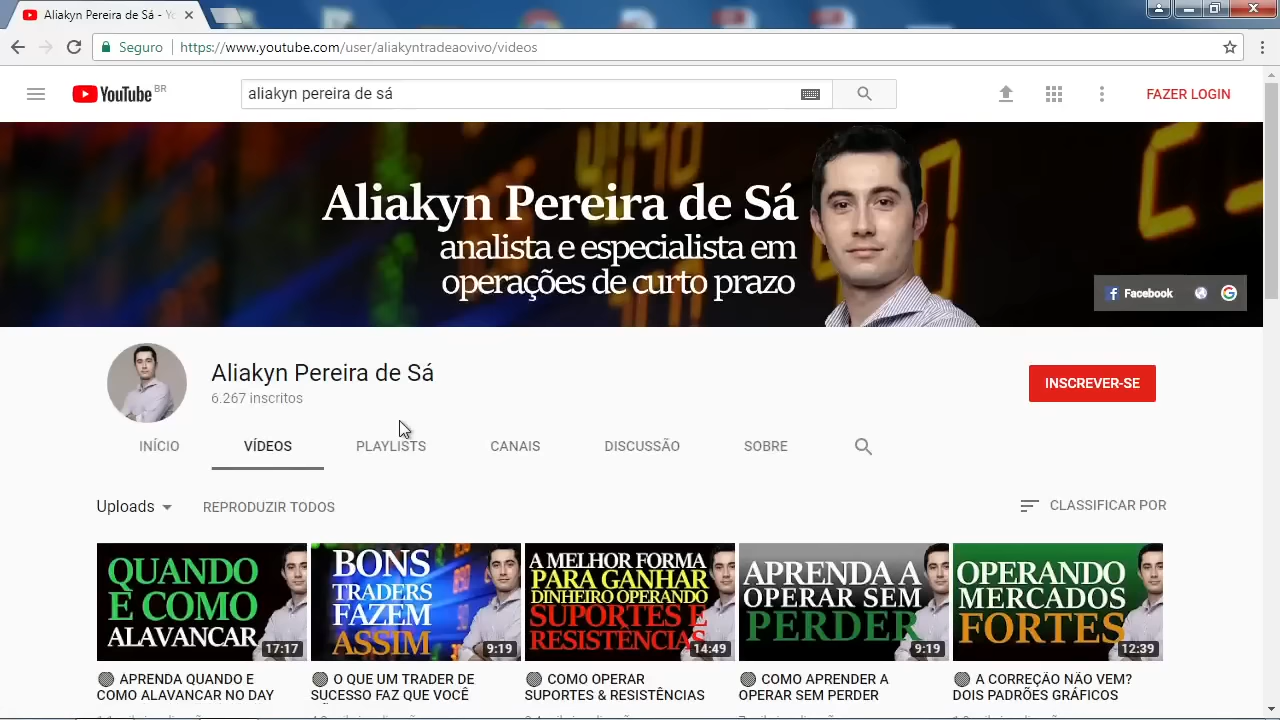 Aliakyn Pereira de Sá - Yo
Seguro
https://www.youtube.com/user/aliakyntradeaovivo/videos
YouTube BR
aliakyn pereira de sá
FAZER LOGIN
Aliakyn Pereira de Sá
analista e especialista em
operações de curto prazo
Facebook
Aliakyn Pereira de Sá
6.267 inscritos
INSCREVER-SE
INÍCIO
VÍDEOS
PLAYLISTS
CANAIS
DISCUSSÃO
SOBRE
Uploads
REPRODUZIR TODOS
CLASSIFICAR POR
QUANDO
E COMO
ALAVANCAR
17:17
BONS
TRADERS
FAZEM
ASSIM
9:19
A MELHOR FORMA
PARA GANHAR
DINHEIRO OPERANDO
SUPORTES E
RESISTÊNCIAS
14:49
APRENDA A
OPERAR SEM
PERDER
9:19
OPERANDO
MERCADOS
FORTES
12:39
APRENDA QUANDO E
COMO ALAVANCAR NO DAY
O QUE UM TRADER DE
SUCESSO FAZ QUE VOCÊ
COMO OPERAR
SUPORTES & RESISTÊNCIAS
COMO APRENDER A
OPERAR SEM PERDER
A CORREÇÃO NÃO VEM?
DOIS PADRÕES GRÁFICOS